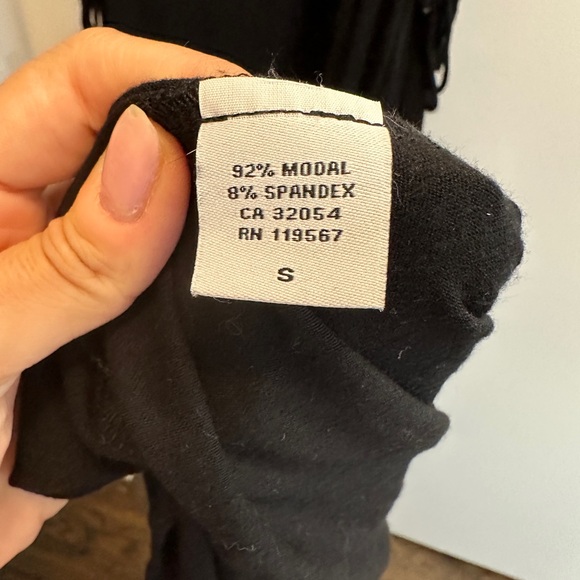 92% MODAL
8% SPANDEX
CA 32054
RN 119567
S